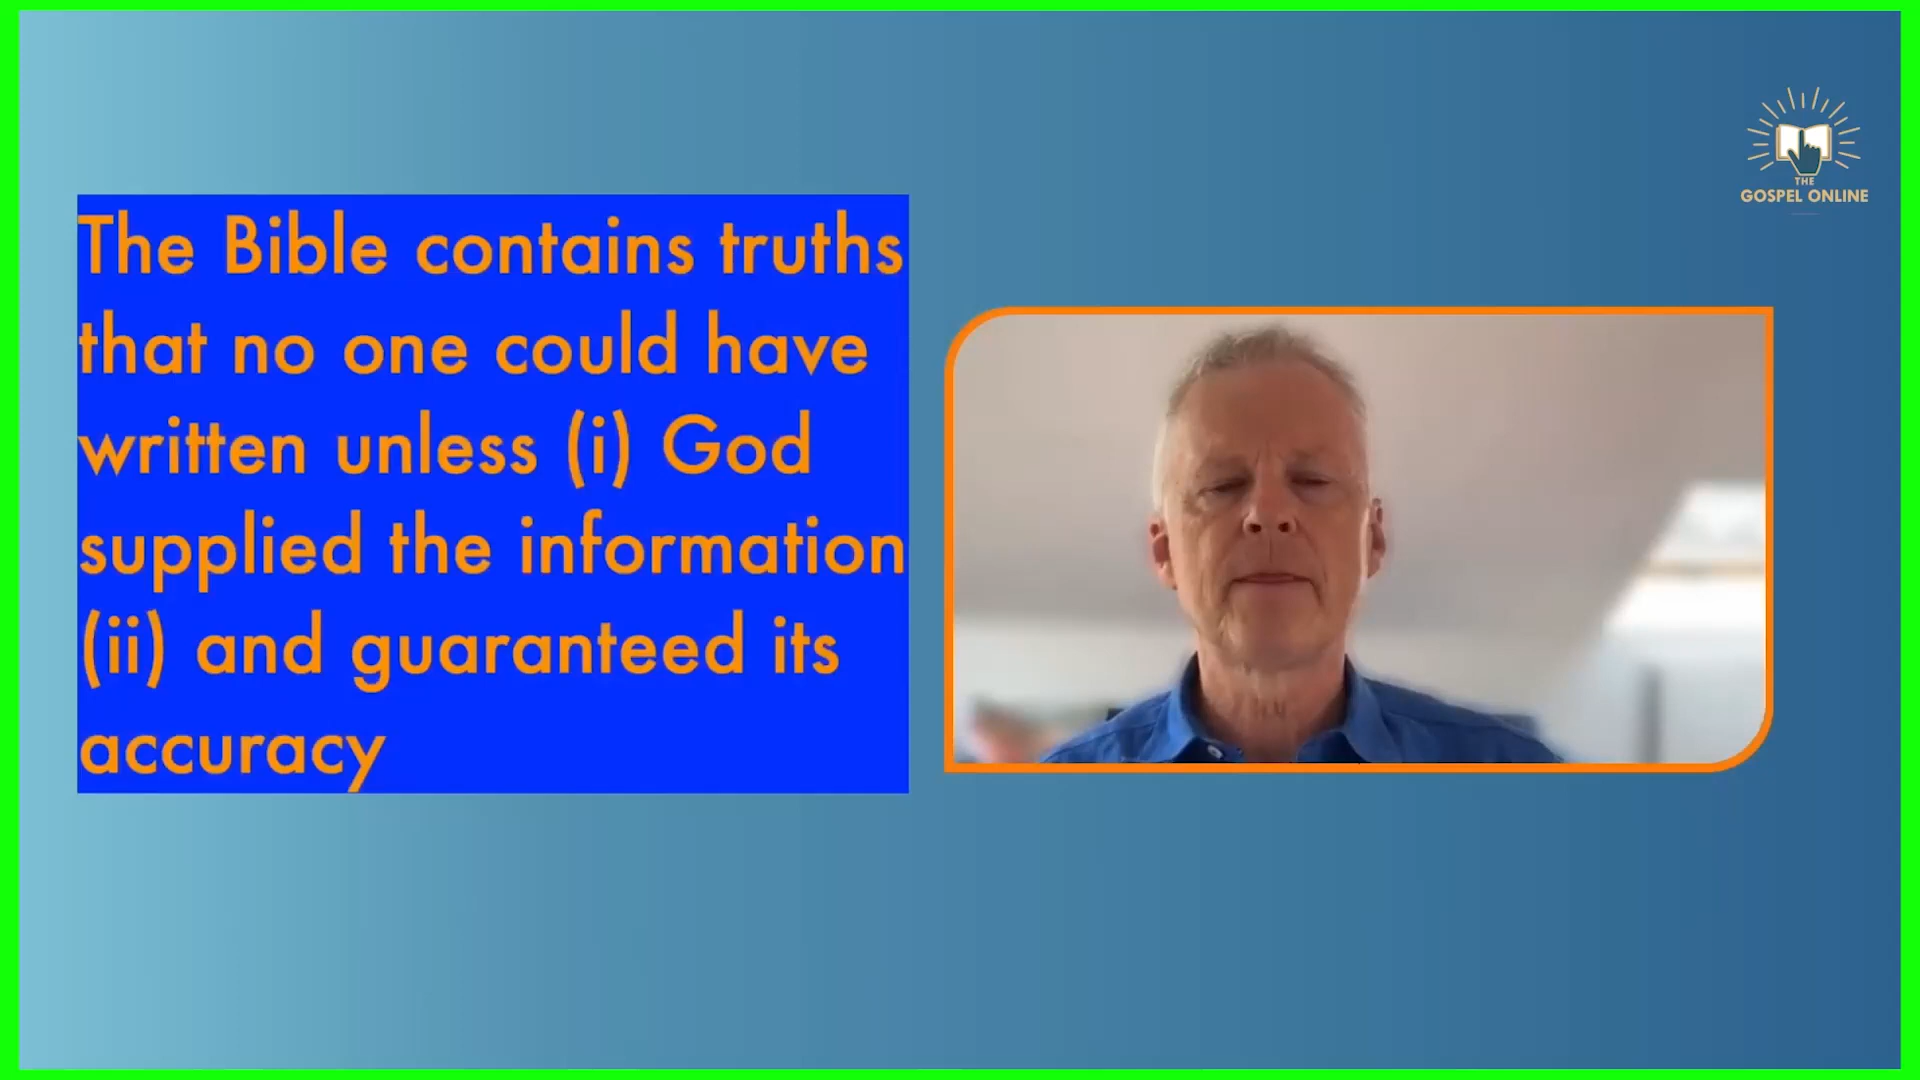 The Bible contains truths
that no one could have
written unless (i) God
supplied the information
(ii) and guaranteed its
accuracy
THE
GOSPEL ONLINE